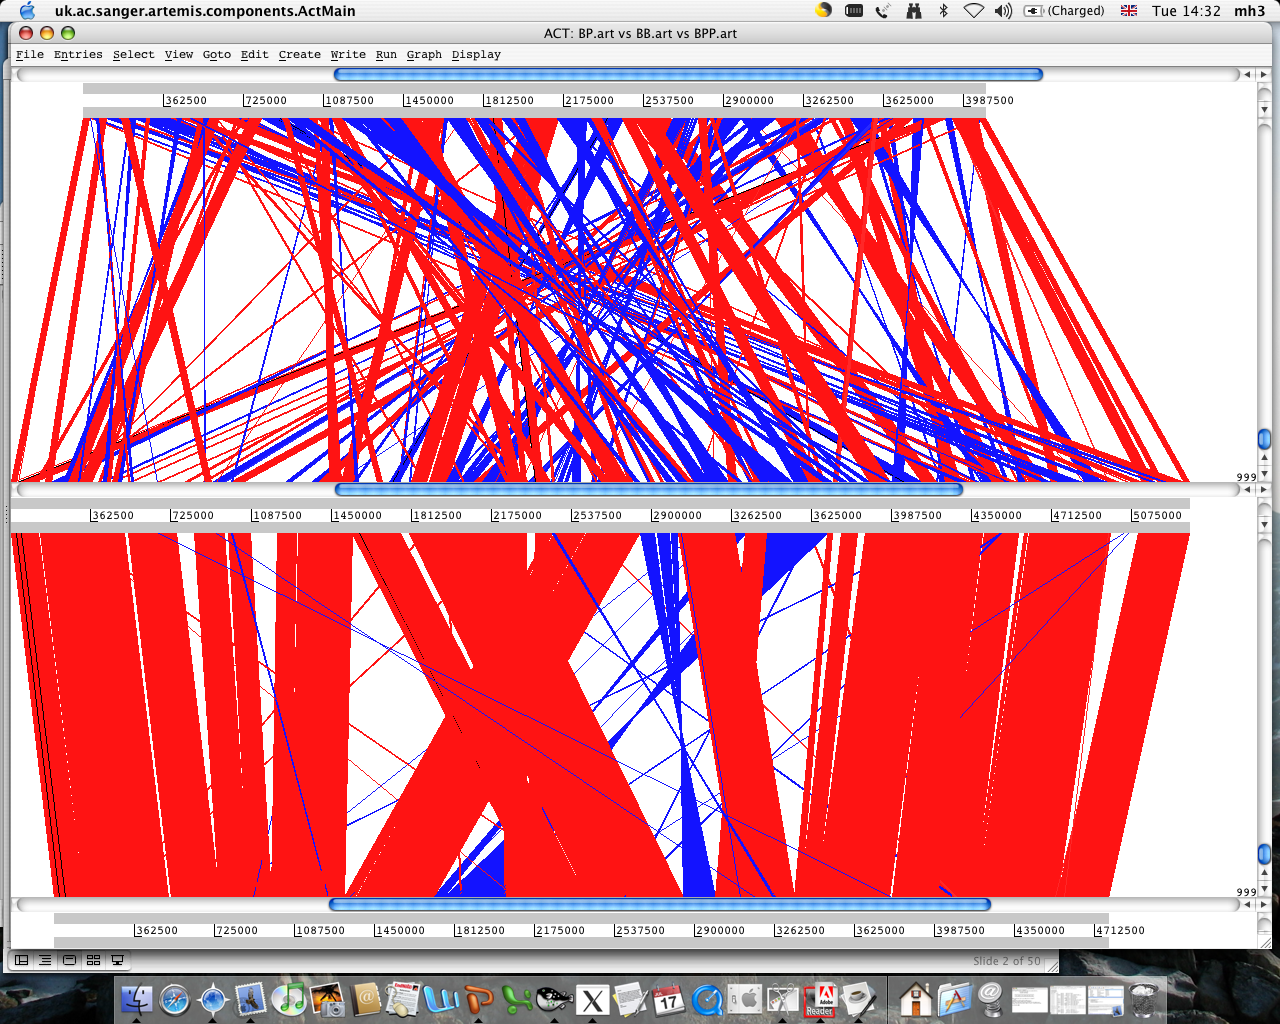 uk.ac.sanger.artemis.components.ActMain (Charged) Tue 14:32 mh3
ACT: BP.art vs BB.art vs BPP.art
File Entries Select View Goto Edit Create Write Run Graph Display
362500 725000 1087500 1450000 1812500 2175000 2537500 2900000 3262500 3625000 3987500
999
362500 725000 1087500 1450000 1812500 2175000 2537500 2900000 3262500 3625000 3987500 4350000 4712500 5075000
999
362500 725000 1087500 1450000 1812500 2175000 2537500 2900000 3262500 3625000 3987500 4350000 4712500
Slide 2 of 50
17
X
Adobe
Reader